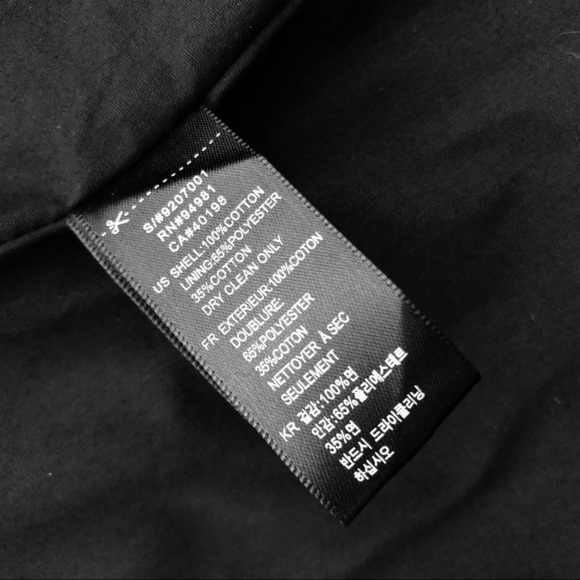 S/#9207001
RN#94981
CA#40198
US SHELL:100%COTTON
LINING:65%POLYESTER
35%COTTON
DRY CLEAN ONLY
FR EXTERIEUR:100%COTON
DOUBLURE:
65%POLYESTER
35%COTON
NETTOYER À SEC
SEULEMENT
KR 겉감:100%면
안감:65%폴리에스테르
35%면
반드시 드라이클리닝
하십시오